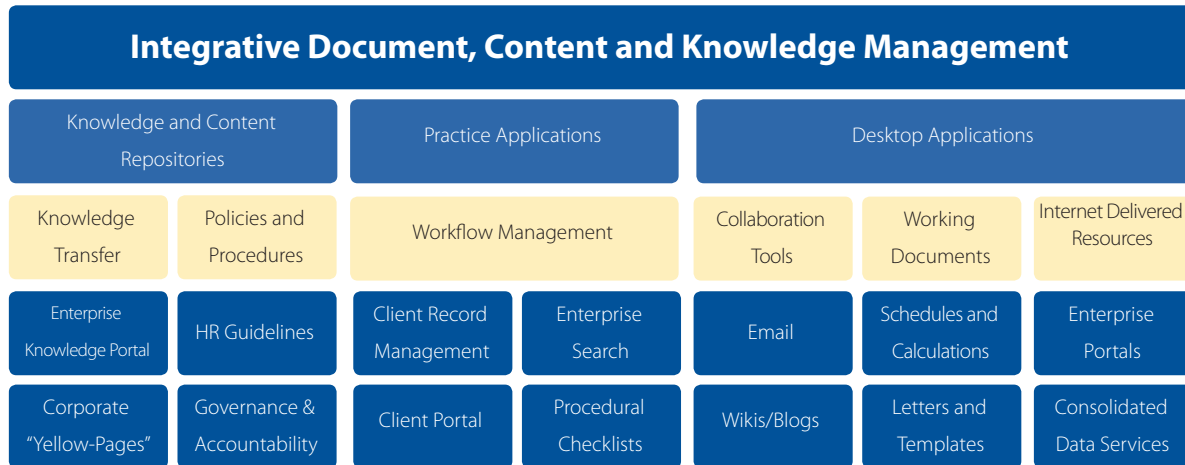 Integrative Document, Content and Knowledge Management
Knowledge and Content
Repositories
Practice Applications
Desktop Applications
Knowledge
Transfer
Policies and
Procedures
Workflow Management
Collaboration
Tools
Working
Documents
Internet Delivered
Resources
Enterprise
Knowledge Portal
HR Guidelines
Client Record
Management
Enterprise
Search
Email
Schedules and
Calculations
Enterprise
Portals
Corporate
“Yellow-Pages”
Governance &
Accountability
Client Portal
Procedural
Checklists
Wikis/Blogs
Letters and
Templates
Consolidated
Data Services